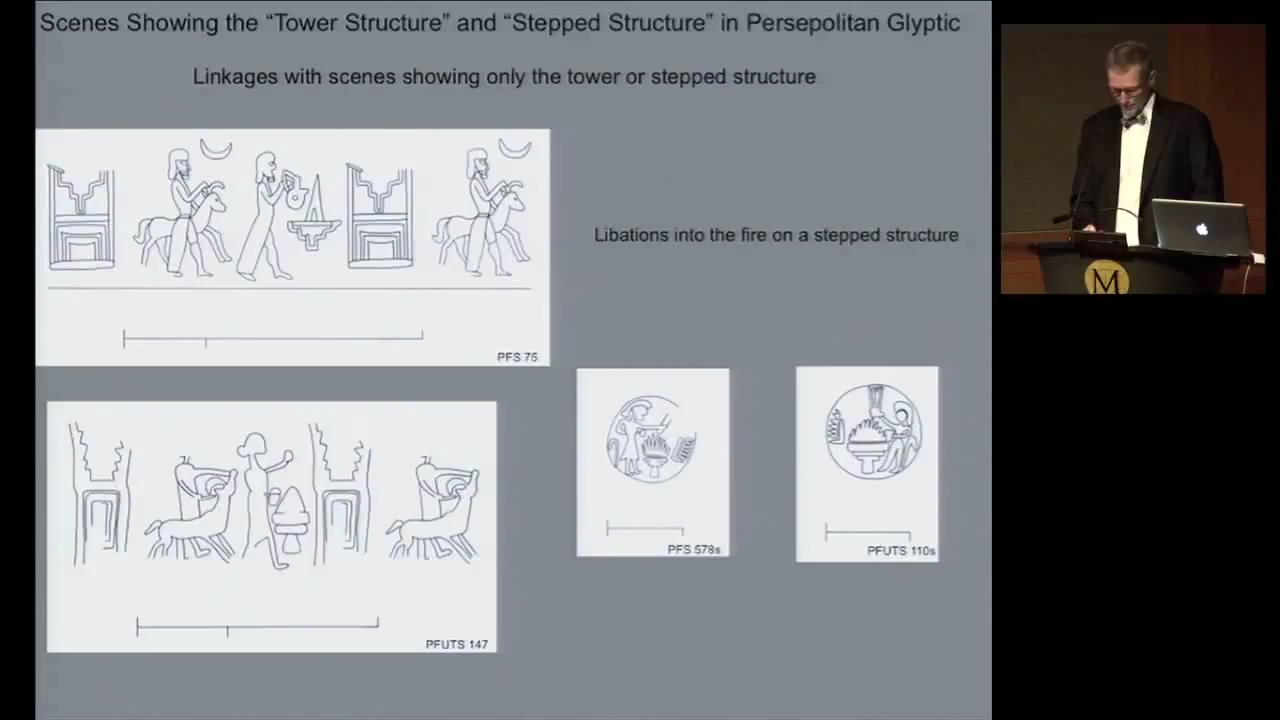 Scenes Showing the “Tower Structure” and “Stepped Structure” in Persepolitan Glyptic
Linkages with scenes showing only the tower or stepped structure
Libations into the fire on a stepped structure
PFS 75
PFS 578s
PFUTS 110s
PFUTS 147
M